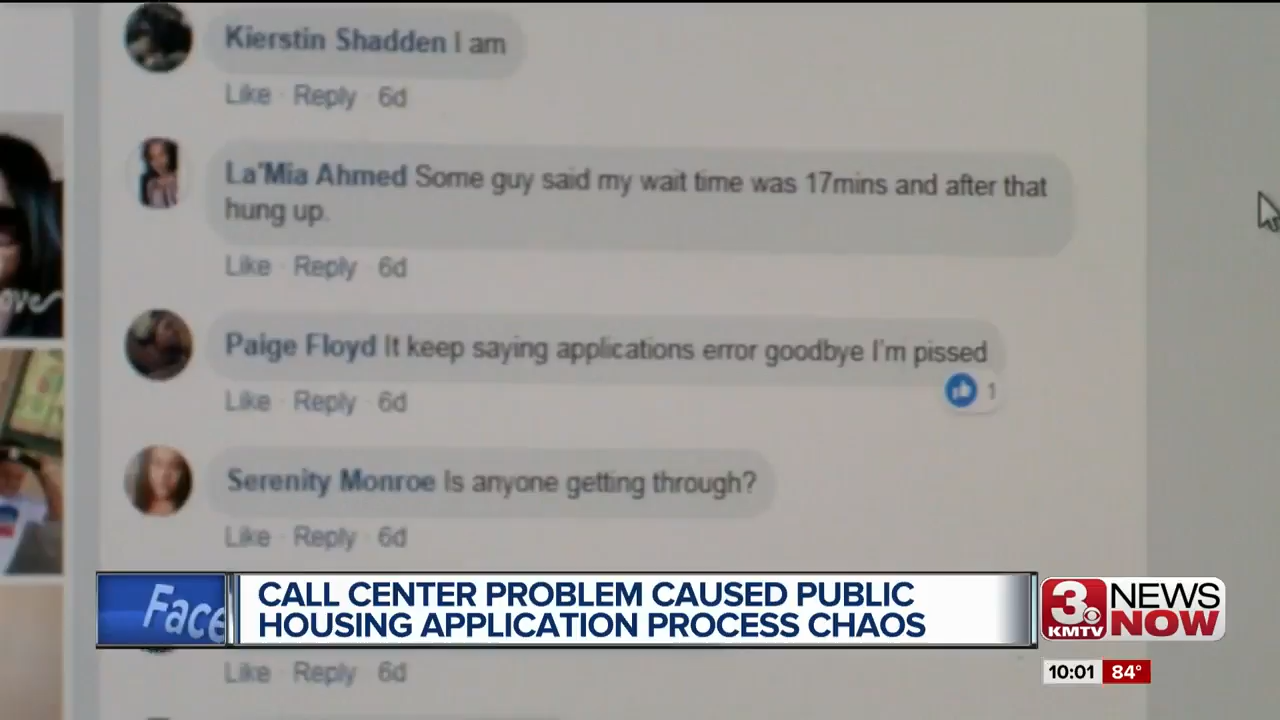 Kierstin Shadden I am
Like · Reply · 6d
La'Mia Ahmed Some guy said my wait time was 17mins and after that
hung up.
Like · Reply · 6d
Paige Floyd It keep saying applications error goodbye I'm pissed
1
Like · Reply · 6d
Serenity Monroe Is anyone getting through?
Like · Reply · 6d
Face
CALL CENTER PROBLEM CAUSED PUBLIC
HOUSING APPLICATION PROCESS CHAOS
3 KMTV NEWS NOW
10:01 84°
Like · Reply · 6d